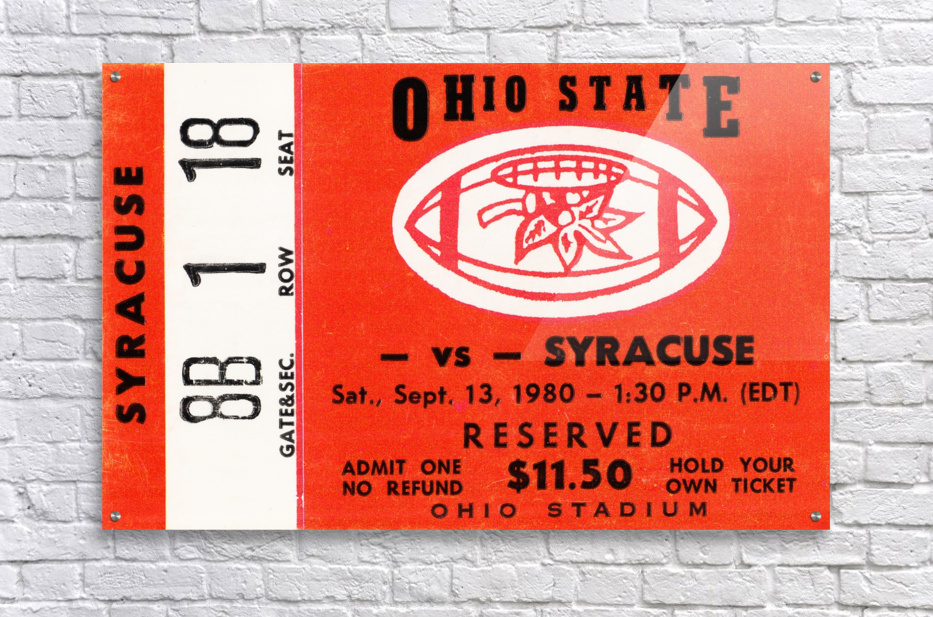 SYRACUSE
18 SEAT
1 ROW
8B GATE&SEC.
OHIO STATE
— vs — SYRACUSE
Sat., Sept. 13, 1980 — 1:30 P.M. (EDT)
RESERVED
ADMIT ONE
NO REFUND
$11.50
HOLD YOUR
OWN TICKET
OHIO STADIUM